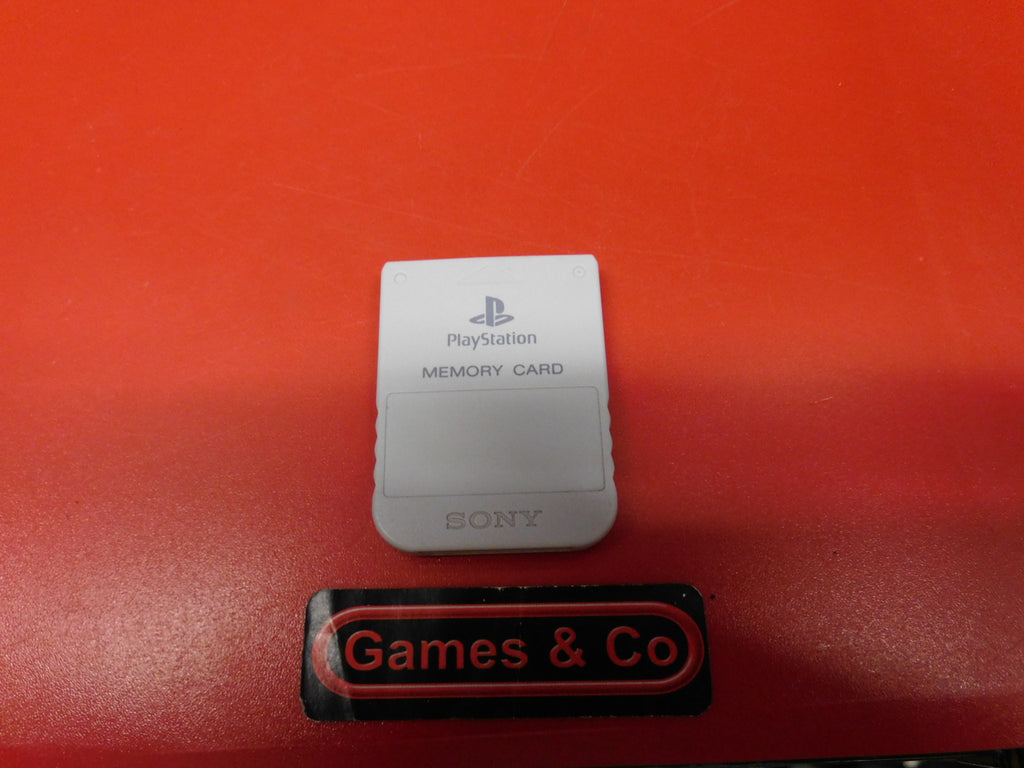 PlayStation
MEMORY CARD
SONY
Games & Co